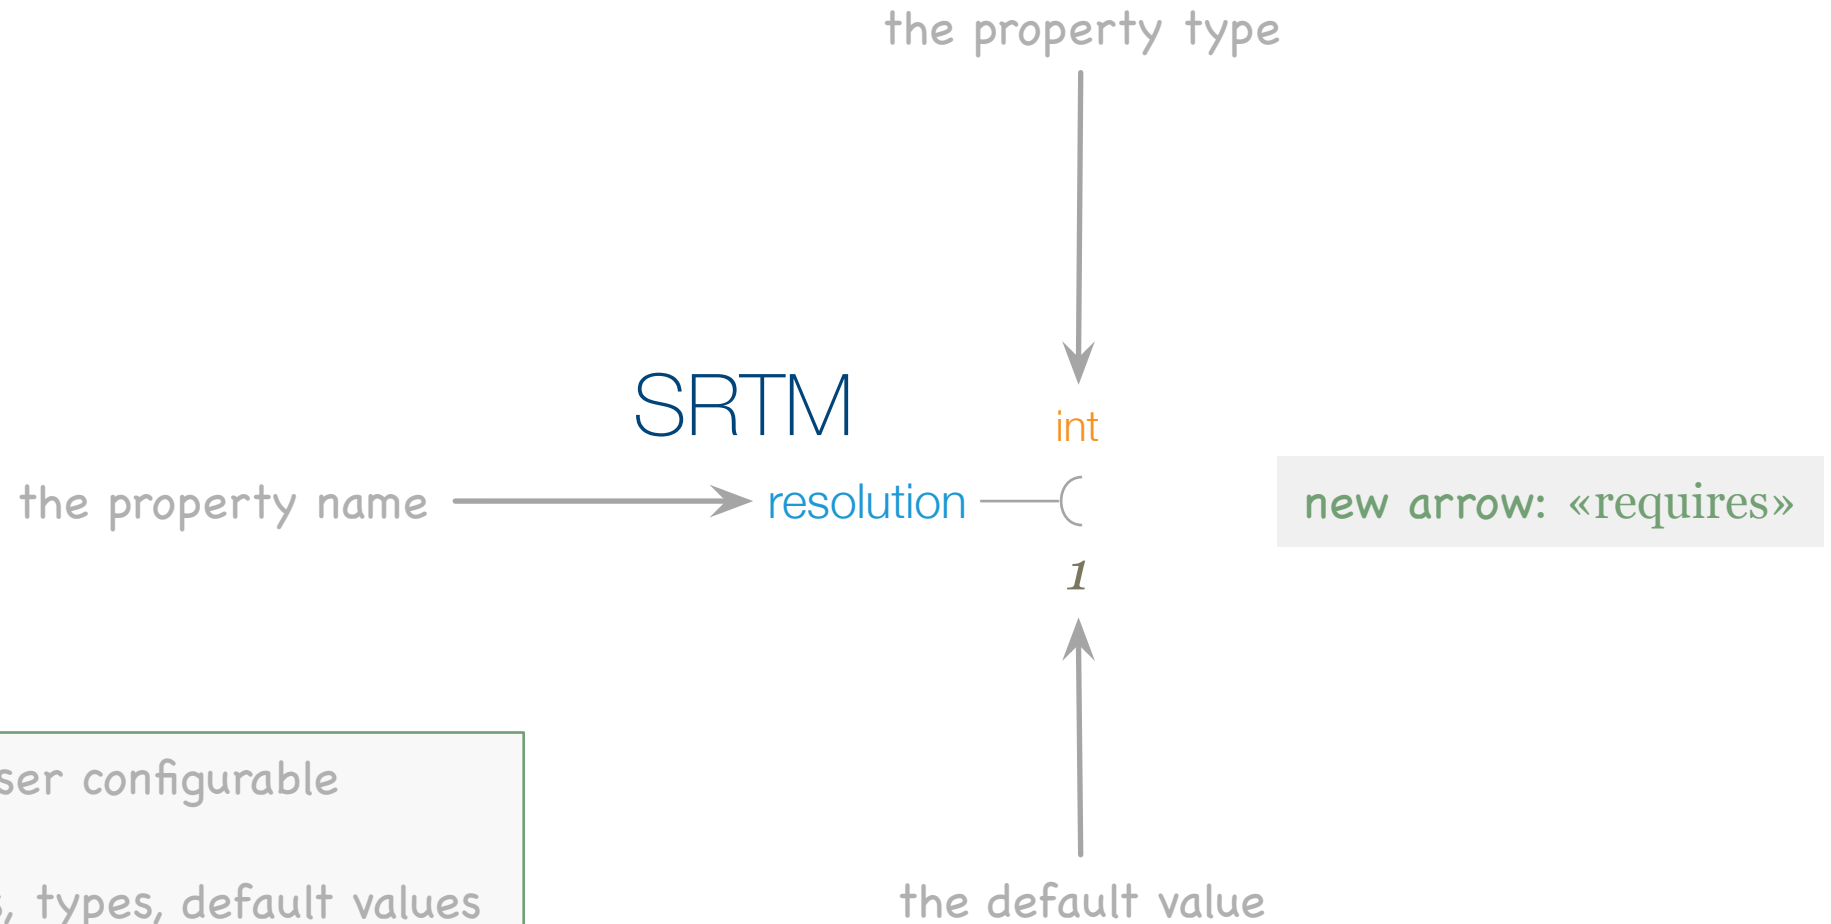 the property type
SRTM
int
the property name
resolution
new arrow: «requires»
1
configurable
types, default values
the default value